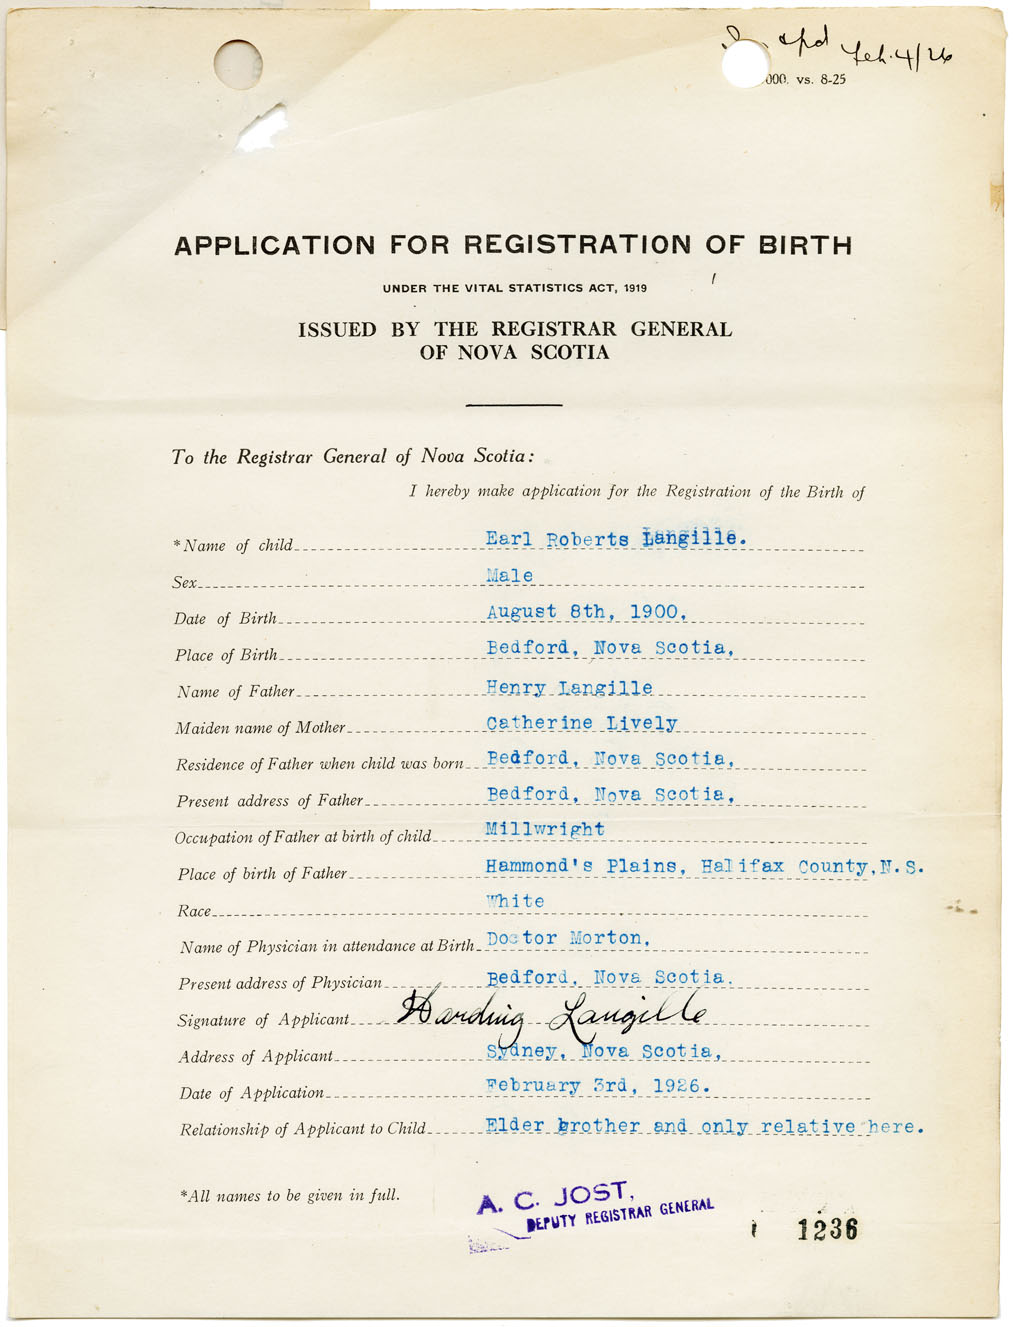 Feb. 4/26
000. vs. 8-25
APPLICATION FOR REGISTRATION OF BIRTH
UNDER THE VITAL STATISTICS ACT, 1919
ISSUED BY THE REGISTRAR GENERAL
OF NOVA SCOTIA
To the Registrar General of Nova Scotia:
I hereby make application for the Registration of the Birth of
*Name of child Earl Roberts Langille.
Sex Male
Date of Birth August 8th, 1900,
Place of Birth Bedford, Nova Scotia,
Name of Father Henry Langille
Maiden name of Mother Catherine Lively
Residence of Father when child was born Bedford, Nova Scotia,
Present address of Father Bedford, Nova Scotia,
Occupation of Father at birth of child Millwright
Place of birth of Father Hammond's Plains, Halifax County, N.S.
Race White
Name of Physician in attendance at Birth Doctor Morton,
Present address of Physician Bedford, Nova Scotia.
Signature of Applicant Harding Langille
Address of Applicant Sydney, Nova Scotia,
Date of Application February 3rd, 1926.
Relationship of Applicant to Child Elder brother and only relative here.
*All names to be given in full.
A. C. JOST,
DEPUTY REGISTRAR GENERAL
1236